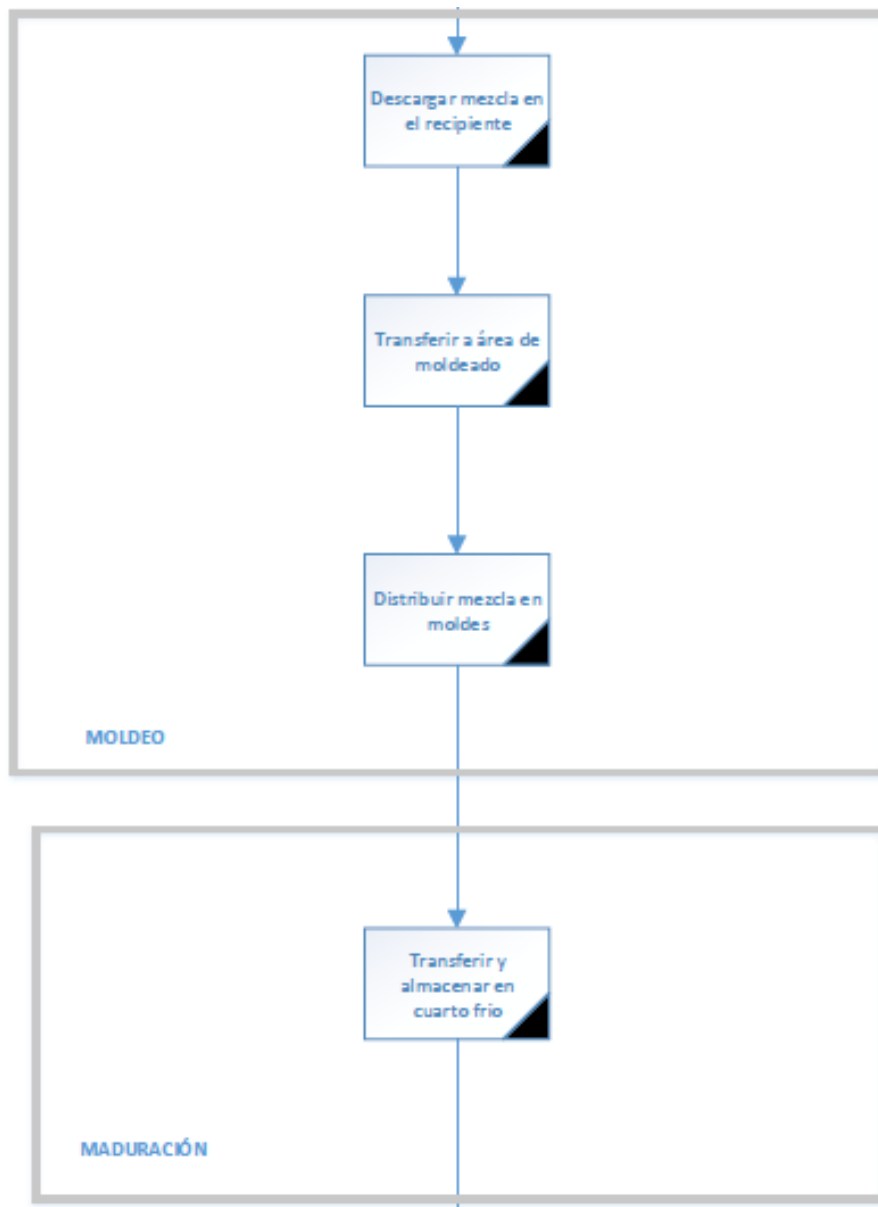 Descargar mezcla en
el recipiente
Transferir a área de
moldeado
Distribuir mezcla en
moldes
MOLDEO
Transferir y
almacenar en
cuarto frio
MADURACIÓN